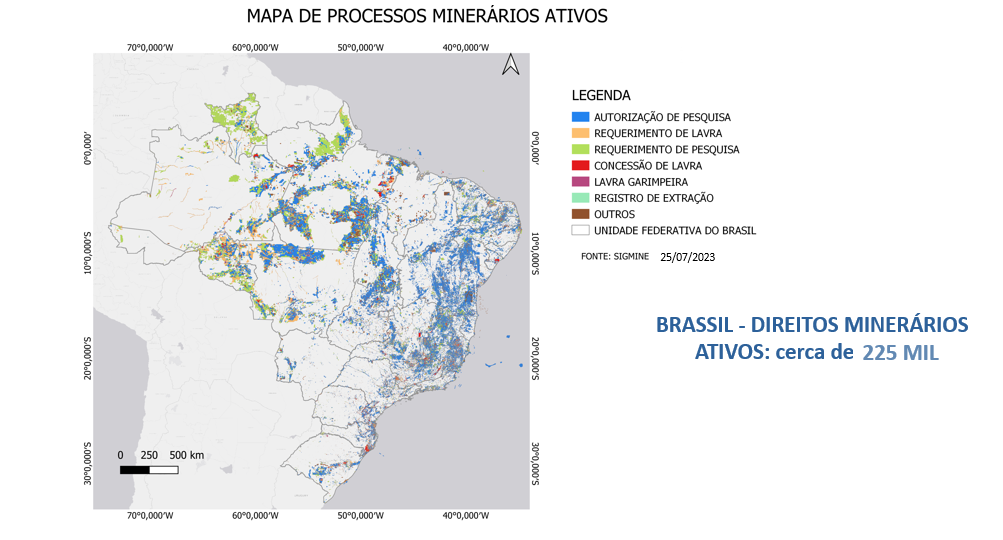 MAPA DE PROCESSOS MINERÁRIOS ATIVOS
70°0,000'W 60°0,000'W 50°0,000'W 40°0,000'W
0°0,000'
10°0,000'S
20°0,000'S
30°0,000'S
0 250 500 km
0°0,000'
10°0,000'S
20°0,000'S
30°0,000'S
70°0,000'W 60°0,000'W 50°0,000'W 40°0,000'W
LEGENDA
AUTORIZAÇÃO DE PESQUISA
REQUERIMENTO DE LAVRA
REQUERIMENTO DE PESQUISA
CONCESSÃO DE LAVRA
LAVRA GARIMPEIRA
REGISTRO DE EXTRAÇÃO
OUTROS
UNIDADE FEDERATIVA DO BRASIL
FONTE: SIGMINE 25/07/2023
BRASSIL - DIREITOS MINERÁRIOS
ATIVOS: cerca de 225 MIL